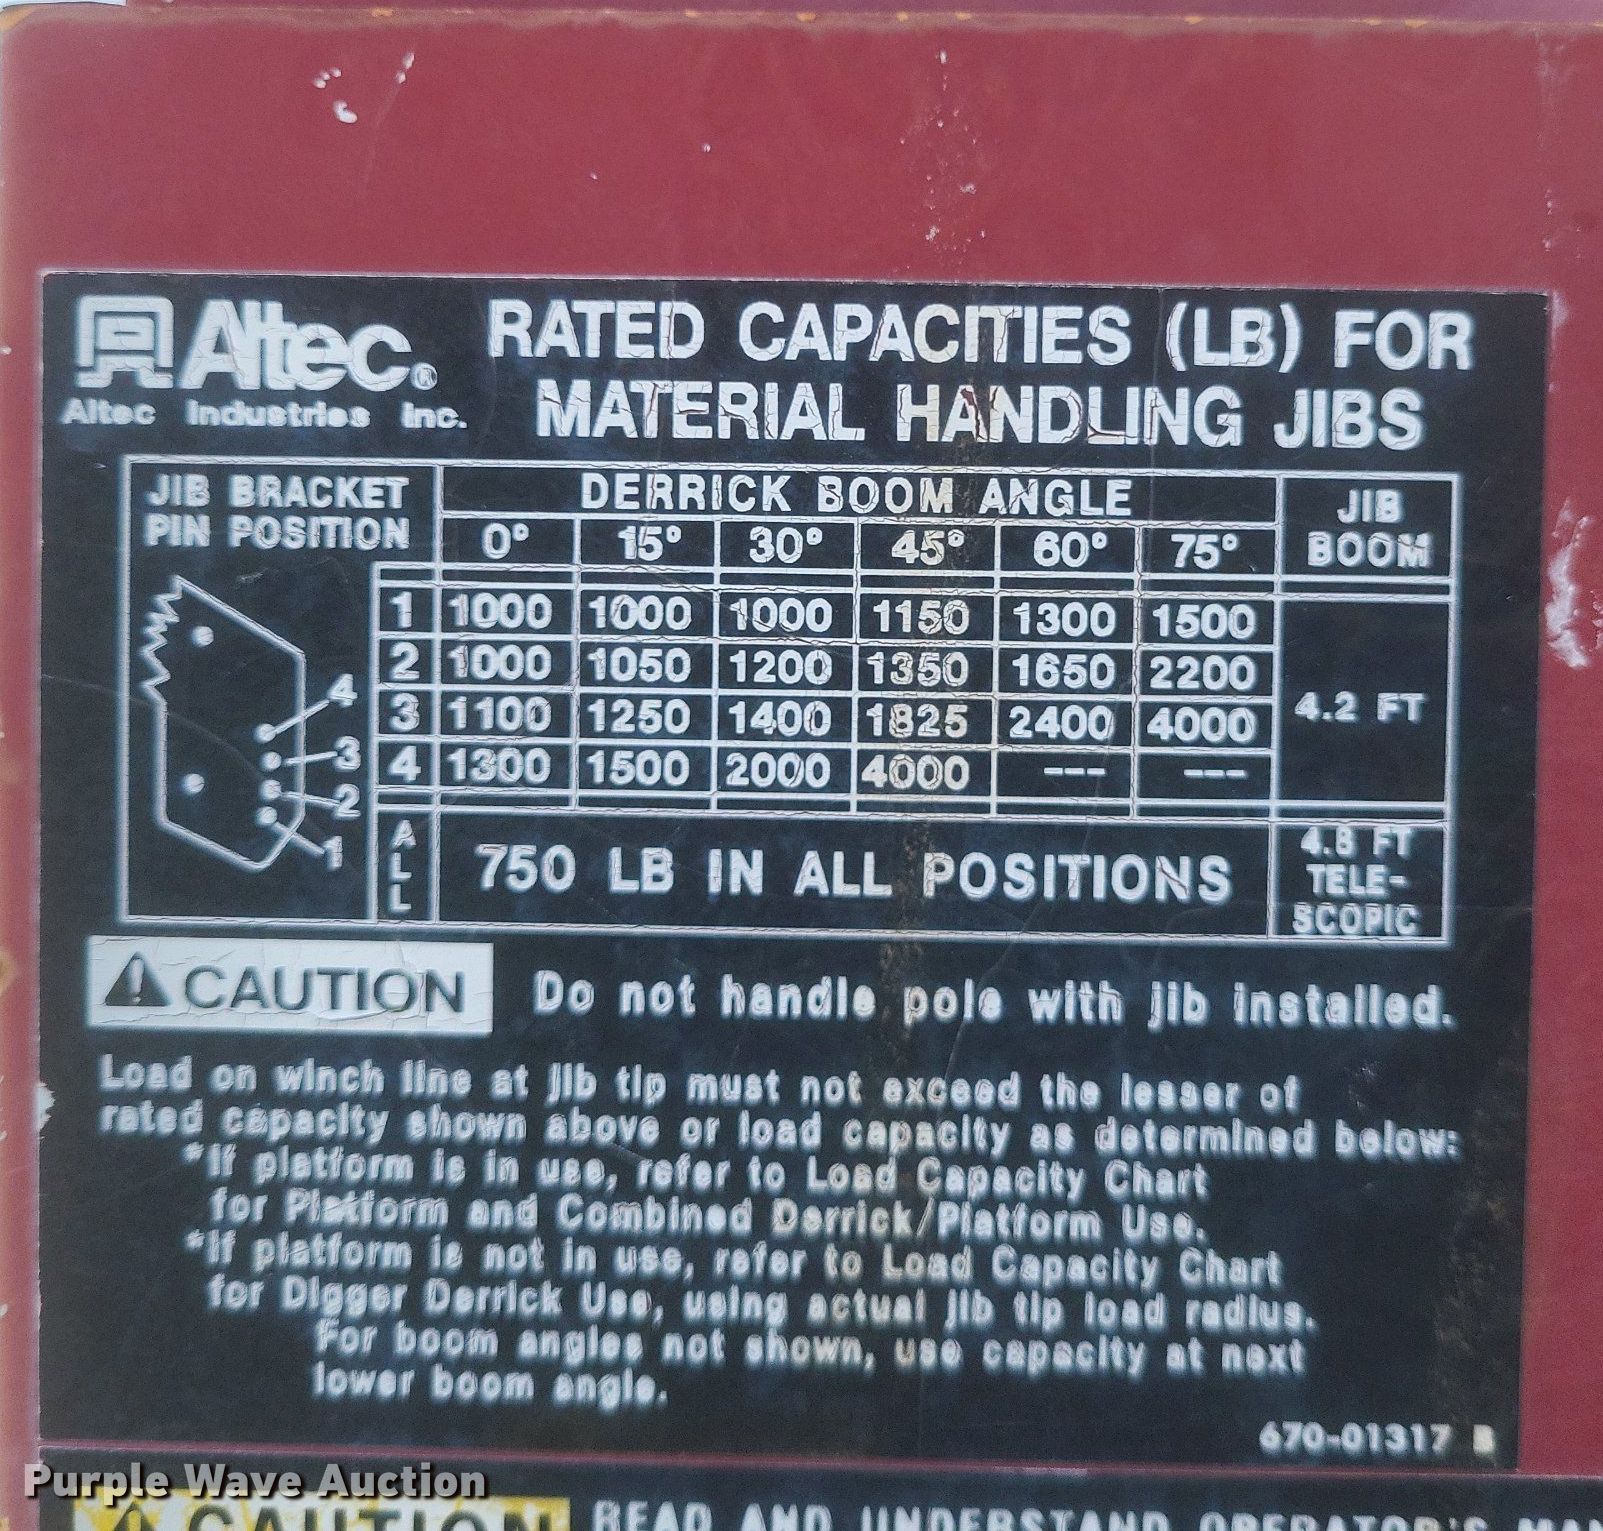 Altec®
Altec Industries Inc.
RATED CAPACITIES (LB) FOR
MATERIAL HANDLING JIBS
JIB BRACKET
PIN POSITION
DERRICK BOOM ANGLE
JIB
BOOM
0° 15° 30° 45° 60° 75°
4
3
2
1
1 1000 1000 1000 1150 1300 1500
2 1000 1050 1200 1350 1650 2200
3 1100 1250 1400 1825 2400 4000
4 1300 1500 2000 4000 --- ---
4.2 FT
ALL
750 LB IN ALL POSITIONS
4.8 FT
TELE-
SCOPIC
CAUTION Do not handle pole with jib installed.
Load on winch line at jib tip must not exceed the lesser of
rated capacity shown above or load capacity as determined below:
*If platform is in use, refer to Load Capacity Chart
for Platform and Combined Derrick/Platform Use.
*If platform is not in use, refer to Load Capacity Chart
for Digger Derrick Use, using actual jib tip load radius.
For boom angles not shown, use capacity at next
lower boom angle.
670-01317 B
Purple Wave Auction
CAUTION READ AND UNDERSTAND OPERATOR'S MAN